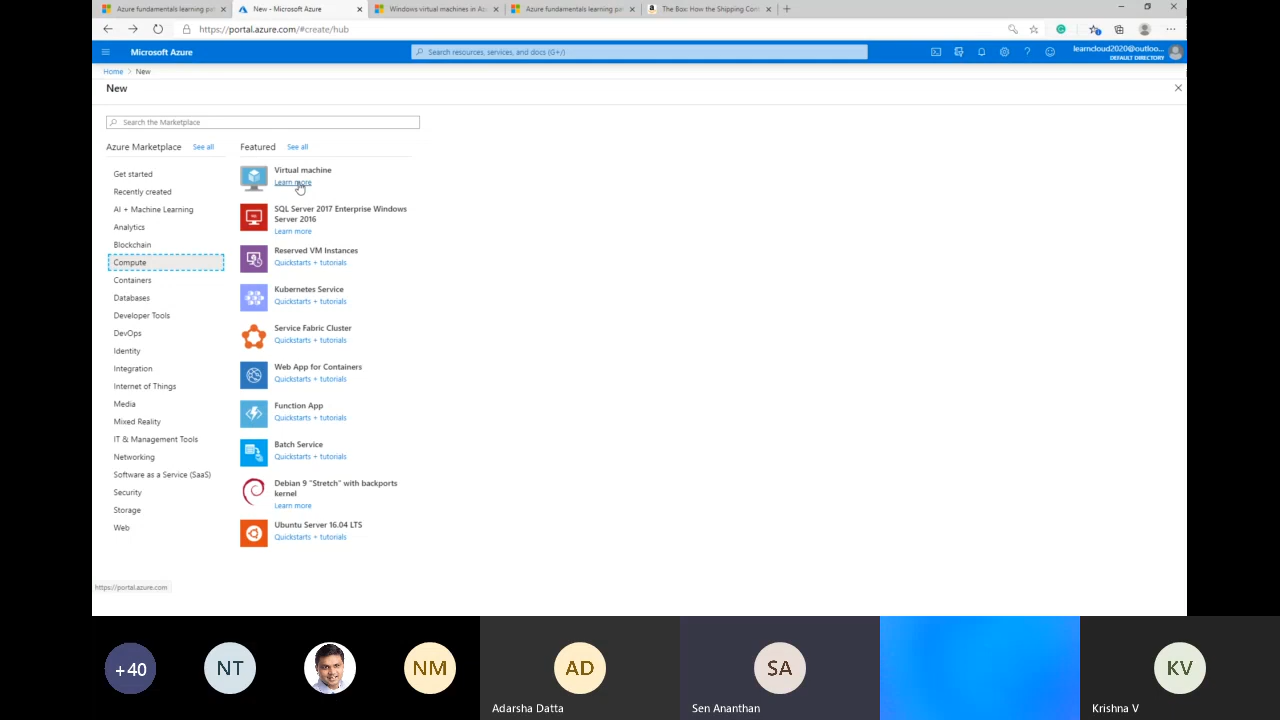 Azure fundamentals learning pat
New - Microsoft Azure
Windows virtual machines in Az
Azure fundamentals learning pat
The Box: How the Shipping Cont
https://portal.azure.com/#create/hub
Microsoft Azure
Search resources, services, and docs (G+/)
learncloud2020@outloo...
DEFAULT DIRECTORY
Home > New
New
Search the Marketplace
Azure Marketplace See all
Featured See all
Get started
Recently created
AI + Machine Learning
Analytics
Blockchain
Compute
Containers
Databases
Developer Tools
DevOps
Identity
Integration
Internet of Things
Media
Mixed Reality
IT & Management Tools
Networking
Software as a Service (SaaS)
Security
Storage
Web
Virtual machine
Learn more
SQL Server 2017 Enterprise Windows
Server 2016
Learn more
Reserved VM Instances
Quickstarts + tutorials
Kubernetes Service
Quickstarts + tutorials
Service Fabric Cluster
Quickstarts + tutorials
Web App for Containers
Quickstarts + tutorials
Function App
Quickstarts + tutorials
Batch Service
Quickstarts + tutorials
Debian 9 "Stretch" with backports
kernel
Learn more
Ubuntu Server 16.04 LTS
Quickstarts + tutorials
https://portal.azure.com
+40
NT
NM
AD
SA
KV
Adarsha Datta
Sen Ananthan
Krishna V